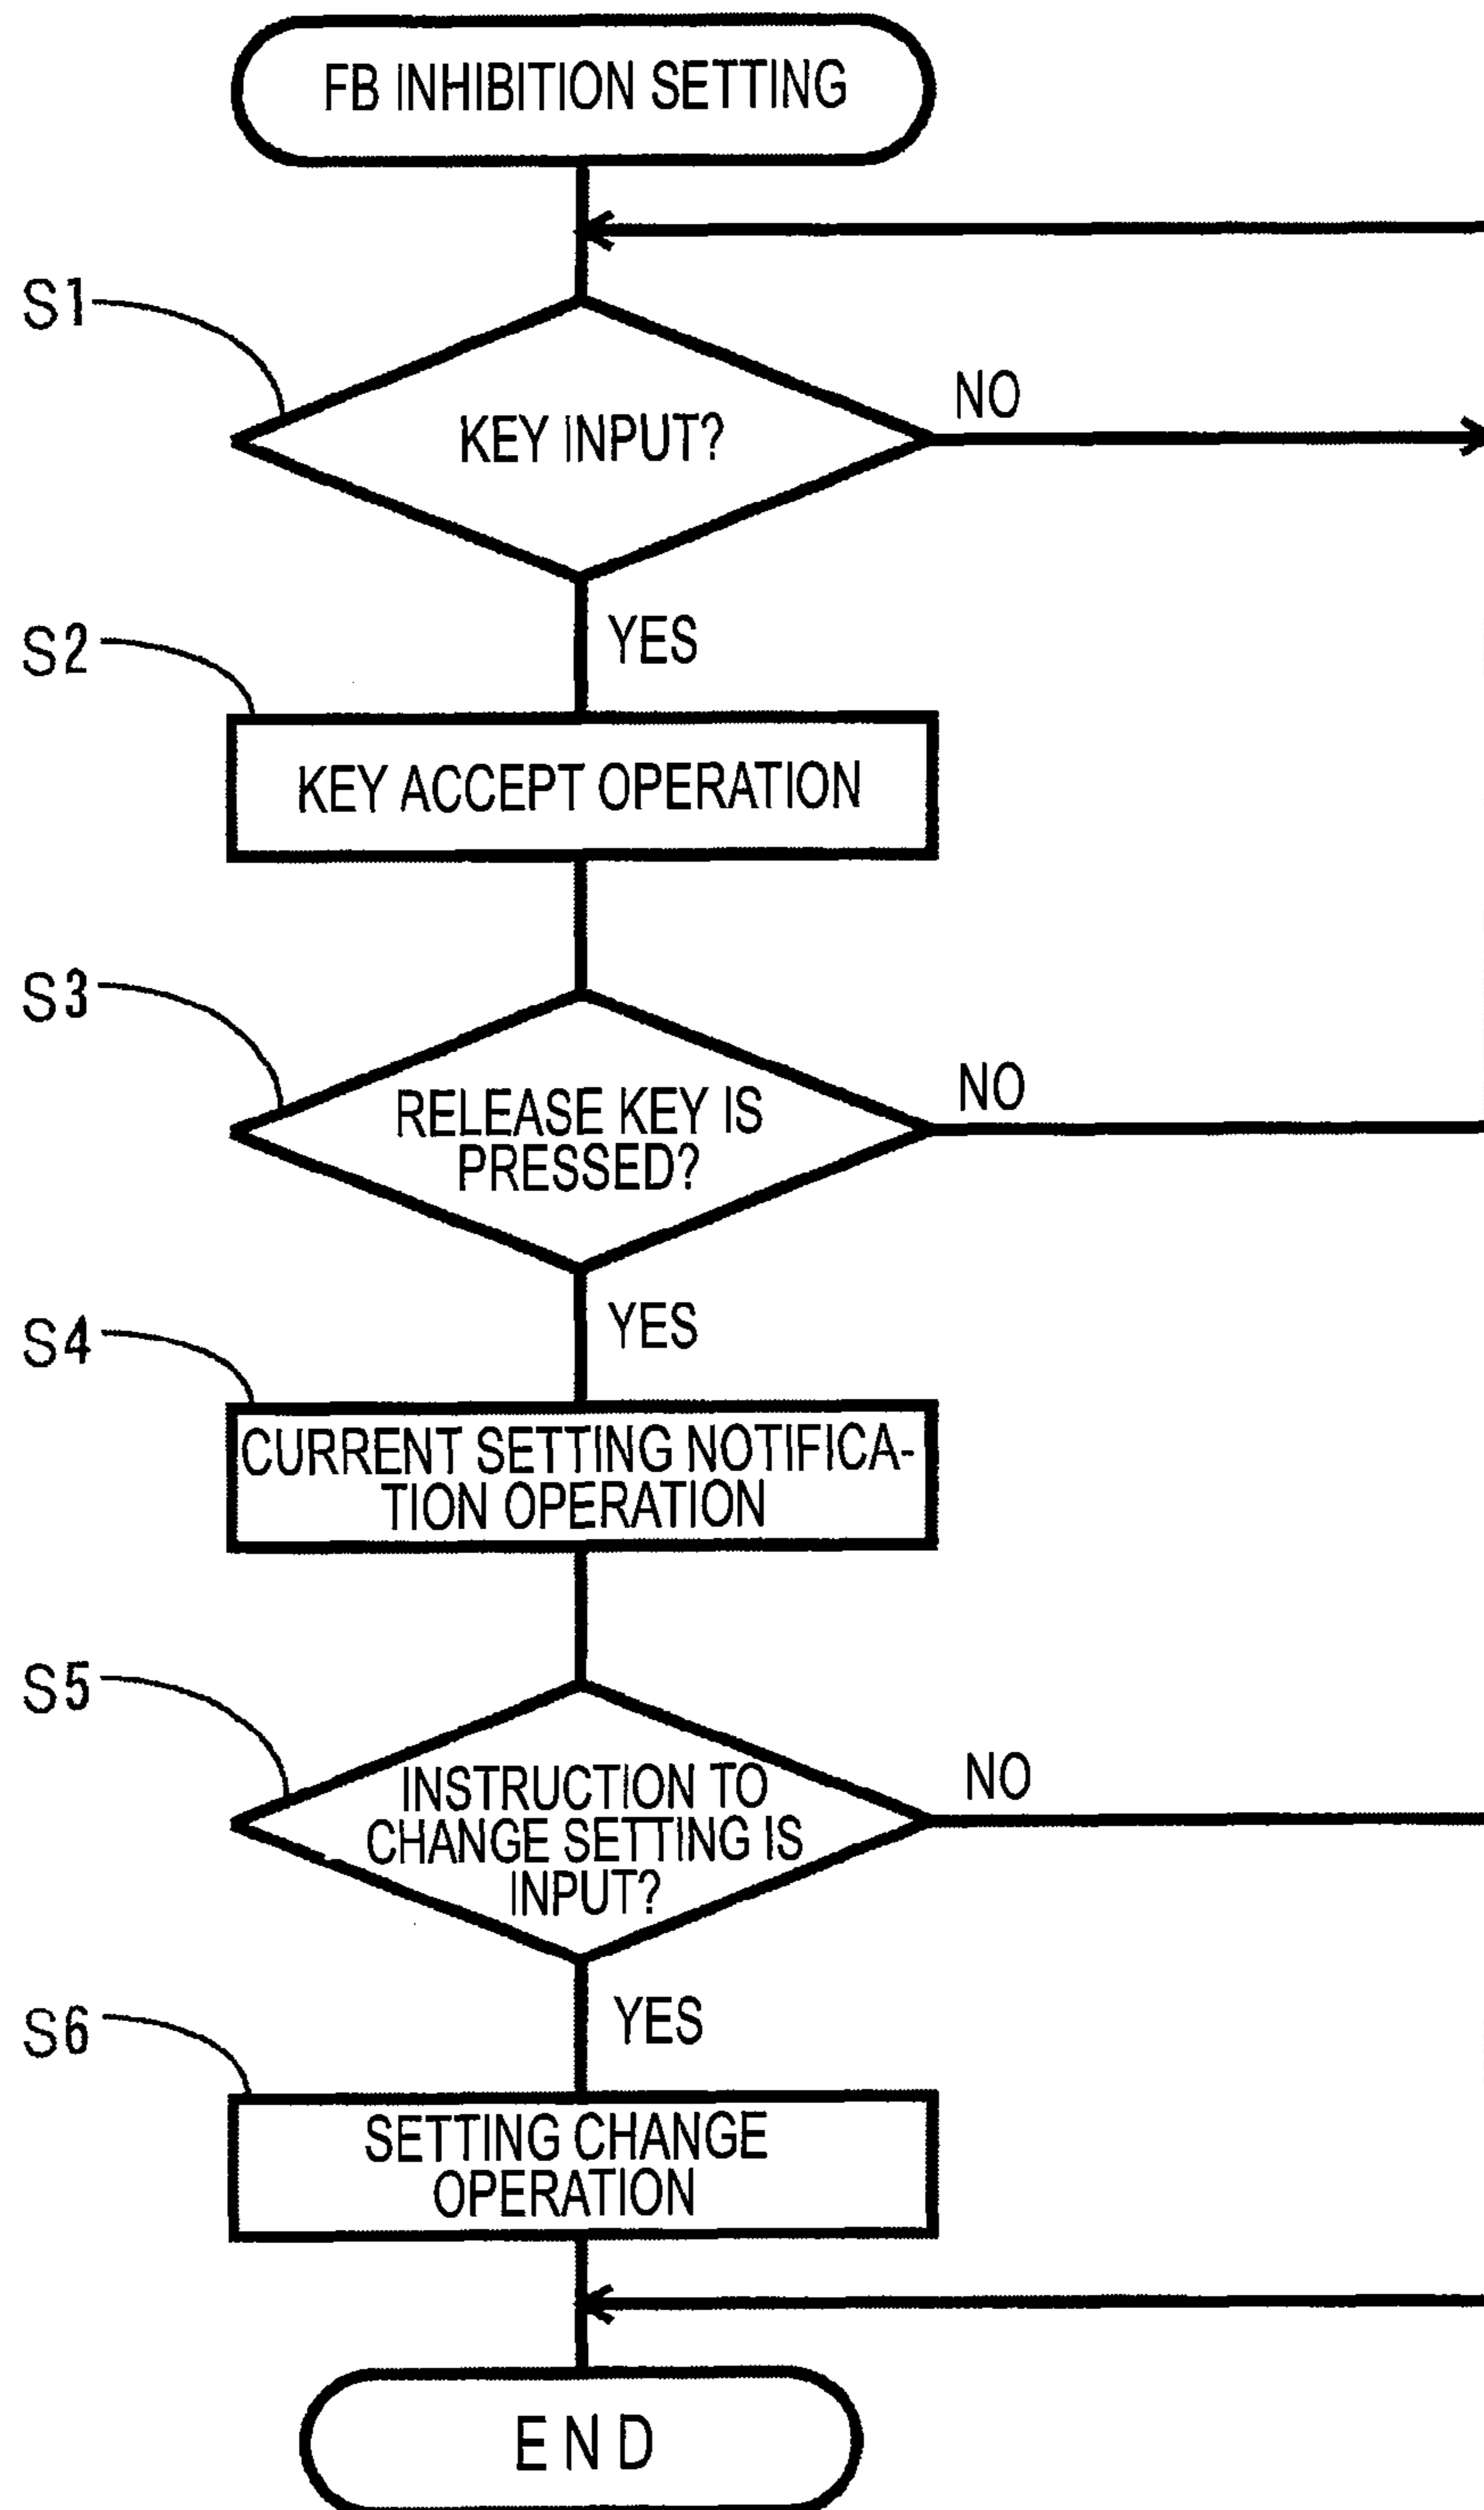 FB INHIBITION SETTING
S1
KEY INPUT?
NO
YES
S2
KEY ACCEPT OPERATION
S3
RELEASE KEY IS
PRESSED?
NO
YES
S4
CURRENT SETTING NOTIFICA-
TION OPERATION
S5
INSTRUCTION TO
CHANGE SETTING IS
INPUT?
NO
YES
S6
SETTING CHANGE
OPERATION
END